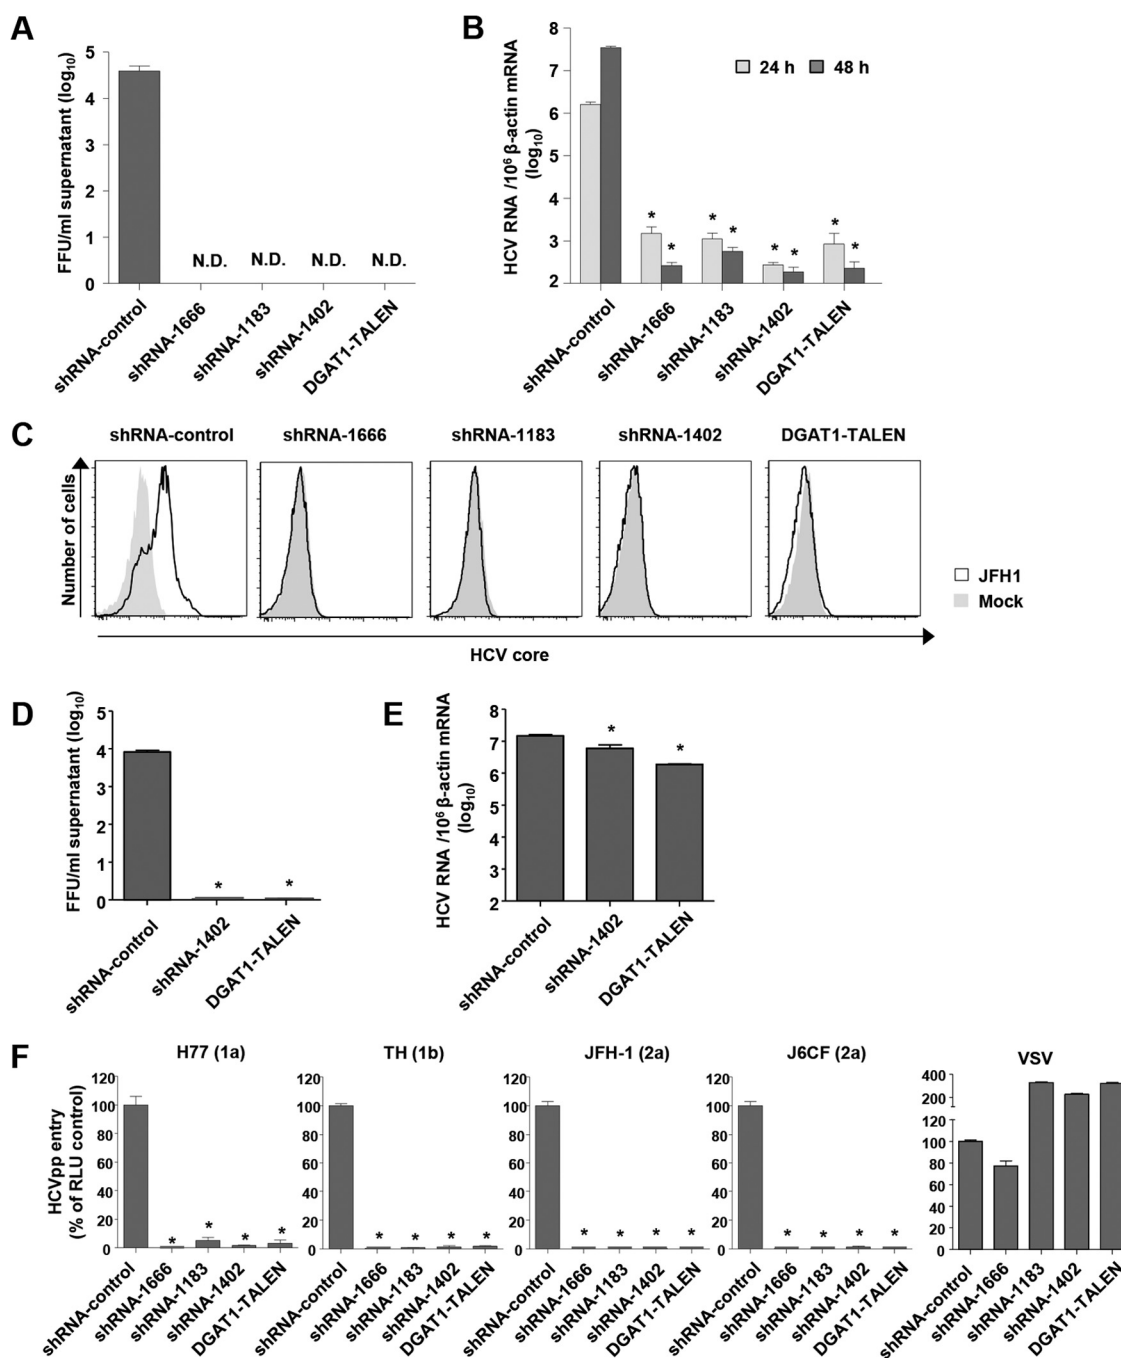 A
FFU/ml supernatant (log10)
5
4
3
2
1
0
N.D.
N.D.
N.D.
N.D.
shRNA-control
shRNA-1666
shRNA-1183
shRNA-1402
DGAT1-TALEN
B
HCV RNA /10^6 β-actin mRNA
(log10)
8
7
6
5
4
3
2
24 h
48 h
*
*
*
*
*
*
*
*
shRNA-control
shRNA-1666
shRNA-1183
shRNA-1402
DGAT1-TALEN
C
shRNA-control
shRNA-1666
shRNA-1183
shRNA-1402
DGAT1-TALEN
Number of cells
JFH1
Mock
HCV core
D
FFU/ml supernatant (log10)
5
4
3
2
1
0
*
*
shRNA-control
shRNA-1402
DGAT1-TALEN
E
HCV RNA /10^6 β-actin mRNA
(log10)
8
7
6
5
4
3
2
*
*
shRNA-control
shRNA-1402
DGAT1-TALEN
F
HCVpp entry
(% of RLU control)
H77 (1a)
120
100
80
60
40
20
0
*
*
*
*
shRNA-control
shRNA-1666
shRNA-1183
shRNA-1402
DGAT1-TALEN
TH (1b)
120
100
80
60
40
20
0
*
*
*
*
shRNA-control
shRNA-1666
shRNA-1183
shRNA-1402
DGAT1-TALEN
JFH-1 (2a)
120
100
80
60
40
20
0
*
*
*
*
shRNA-control
shRNA-1666
shRNA-1183
shRNA-1402
DGAT1-TALEN
J6CF (2a)
120
100
80
60
40
20
0
*
*
*
*
shRNA-control
shRNA-1666
shRNA-1183
shRNA-1402
DGAT1-TALEN
VSV
400
200
120
100
80
60
40
20
0
shRNA-control
shRNA-1666
shRNA-1183
shRNA-1402
DGAT1-TALEN